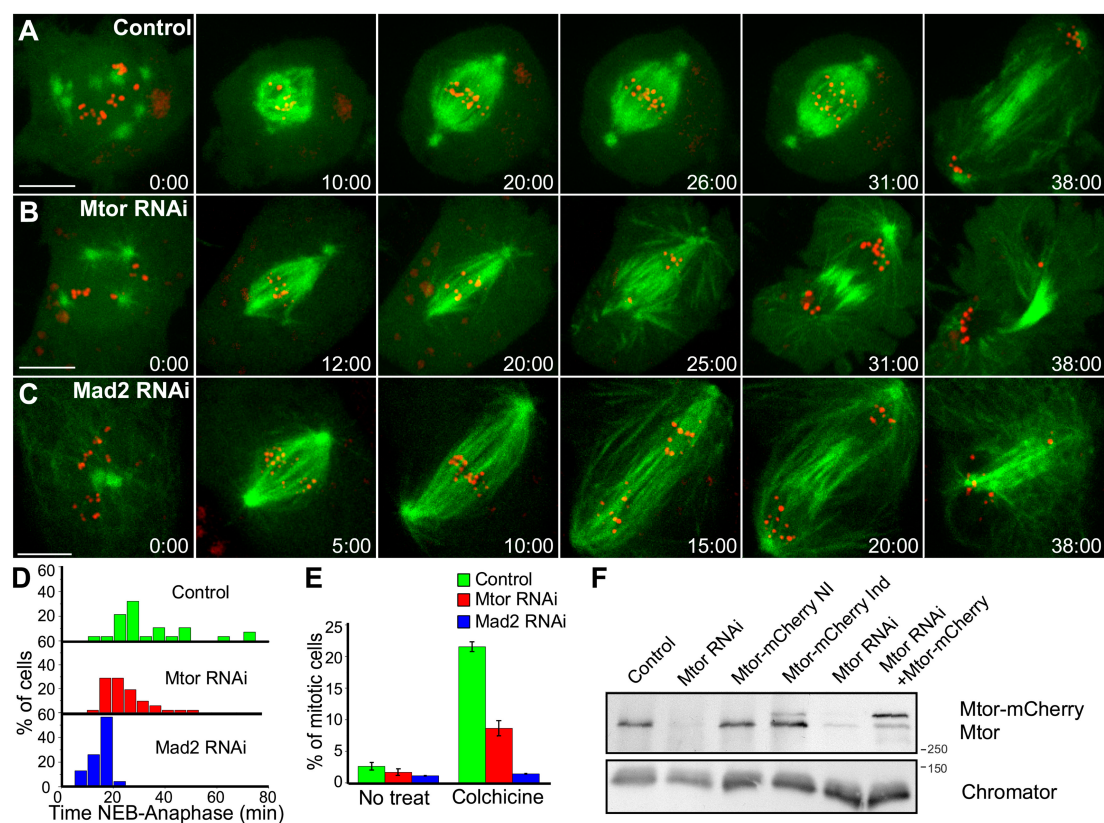 A Control
0:00 10:00 20:00 26:00 31:00 38:00
B Mtor RNAi
0:00 12:00 20:00 25:00 31:00 38:00
C Mad2 RNAi
0:00 5:00 10:00 15:00 20:00 38:00
D
% of cells
60
40
20
Control
60
40
20
Mtor RNAi
60
40
20
0
Mad2 RNAi
0 20 40 60 80
Time NEB-Anaphase (min)
E
Control
Mtor RNAi
Mad2 RNAi
% of mitotic cells
25
20
15
10
5
0
No treat Colchicine
F
Control
Mtor RNAi
Mtor-mCherry NI
Mtor-mCherry Ind
Mtor RNAi
Mtor RNAi
+Mtor-mCherry
Mtor-mCherry
Mtor
-250
-150
Chromator